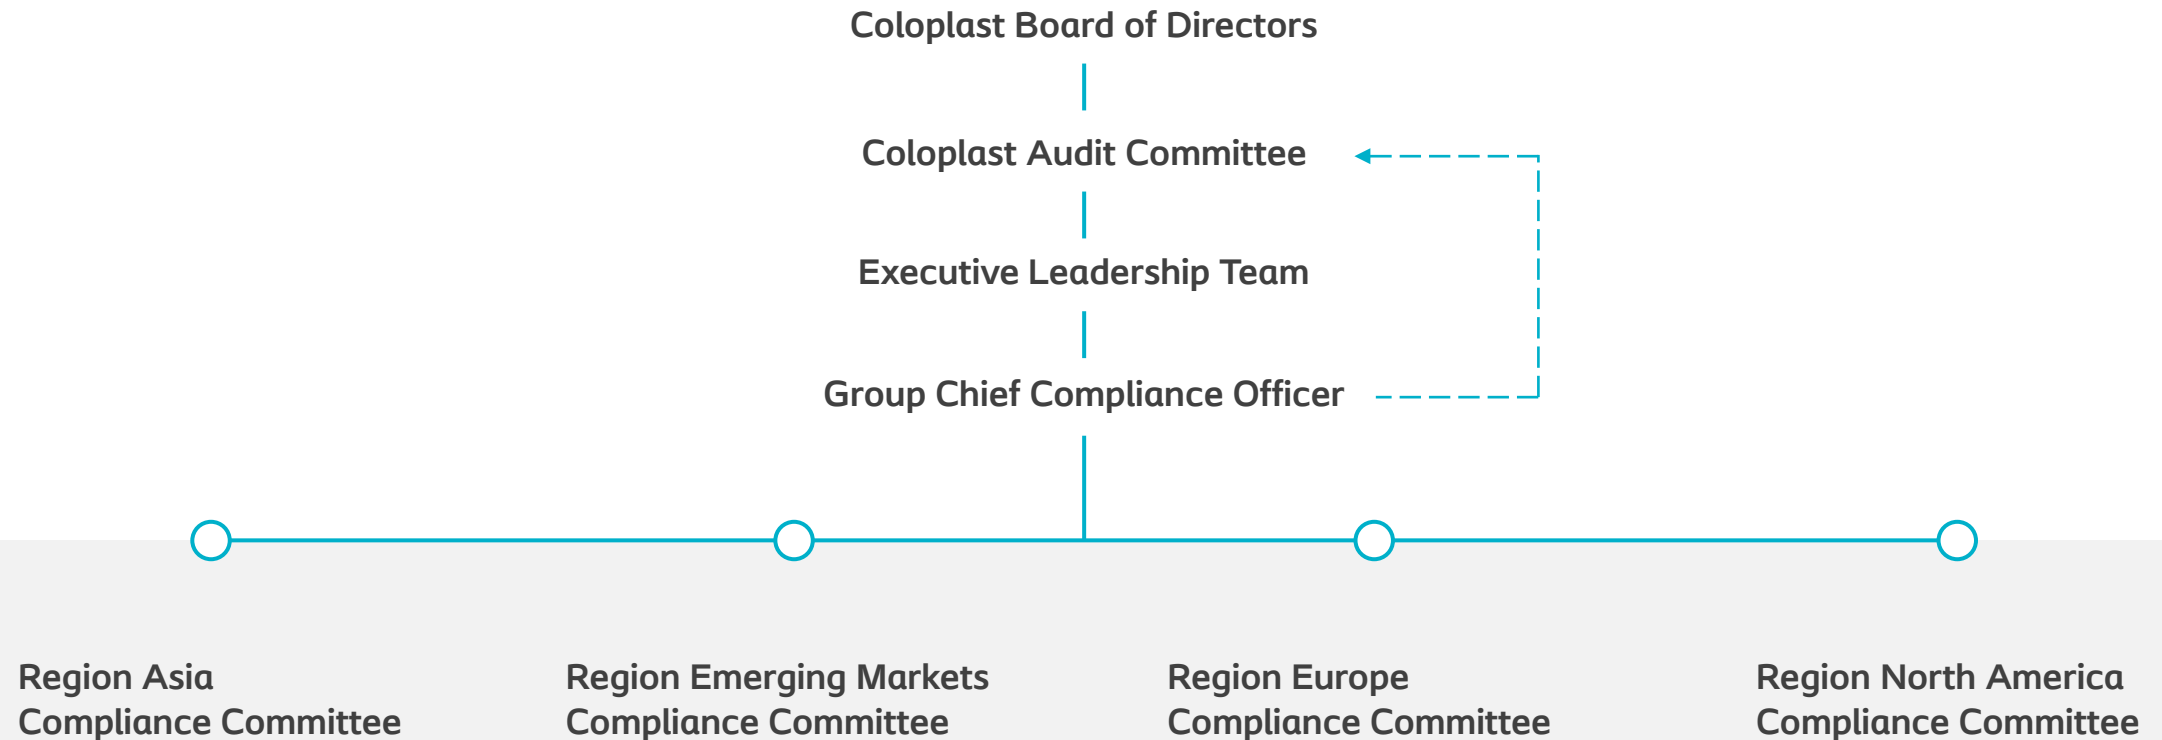 Coloplast Board of Directors
Coloplast Audit Committee
Executive Leadership Team
Group Chief Compliance Officer
Region Asia
Compliance Committee
Region Emerging Markets
Compliance Committee
Region Europe
Compliance Committee
Region North America
Compliance Committee